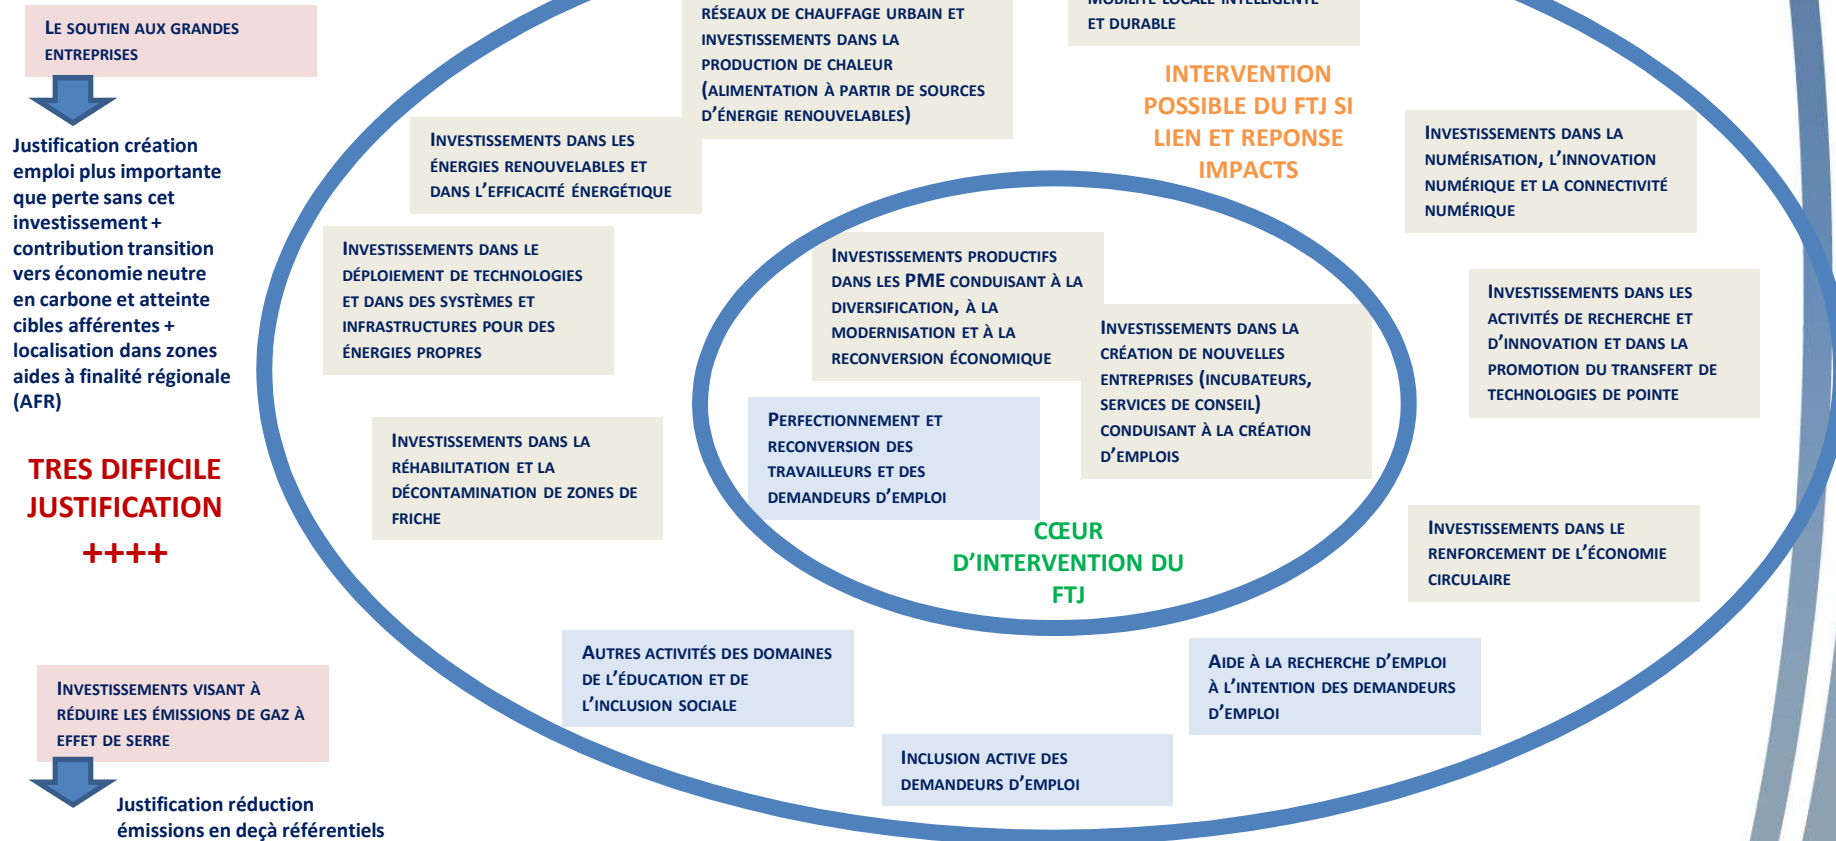 LE SOUTIEN AUX GRANDES
ENTREPRISES
Justification création
emploi plus importante
que perte sans cet
investissement +
contribution transition
vers économie neutre
en carbone et atteinte
cibles afférentes +
localisation dans zones
aides à finalité régionale
(AFR)
TRES DIFFICILE
JUSTIFICATION
++++
INVESTISSEMENTS VISANT À
RÉDUIRE LES ÉMISSIONS DE GAZ À
EFFET DE SERRE
Justification réduction
émissions en deçà référentiels
RÉSEAUX DE CHAUFFAGE URBAIN ET
INVESTISSEMENTS DANS LA
PRODUCTION DE CHALEUR
(ALIMENTATION À PARTIR DE SOURCES
D'ÉNERGIE RENOUVELABLES)
MOBILITÉ LOCALE INTELLIGENTE
ET DURABLE
INTERVENTION
POSSIBLE DU FTJ SI
LIEN ET REPONSE
IMPACTS
INVESTISSEMENTS DANS LES
ÉNERGIES RENOUVELABLES ET
DANS L'EFFICACITÉ ÉNERGÉTIQUE
INVESTISSEMENTS DANS LA
NUMÉRISATION, L'INNOVATION
NUMÉRIQUE ET LA CONNECTIVITÉ
NUMÉRIQUE
INVESTISSEMENTS DANS LE
DÉPLOIEMENT DE TECHNOLOGIES
ET DANS DES SYSTÈMES ET
INFRASTRUCTURES POUR DES
ÉNERGIES PROPRES
INVESTISSEMENTS PRODUCTIFS
DANS LES PME CONDUISANT À LA
DIVERSIFICATION, À LA
MODERNISATION ET À LA
RECONVERSION ÉCONOMIQUE
INVESTISSEMENTS DANS LA
CRÉATION DE NOUVELLES
ENTREPRISES (INCUBATEURS,
SERVICES DE CONSEIL)
CONDUISANT À LA CRÉATION
D'EMPLOIS
INVESTISSEMENTS DANS LES
ACTIVITÉS DE RECHERCHE ET
D'INNOVATION ET DANS LA
PROMOTION DU TRANSFERT DE
TECHNOLOGIES DE POINTE
PERFECTIONNEMENT ET
RECONVERSION DES
TRAVAILLEURS ET DES
DEMANDEURS D'EMPLOI
INVESTISSEMENTS DANS LA
RÉHABILITATION ET LA
DÉCONTAMINATION DE ZONES DE
FRICHE
CŒUR
D'INTERVENTION DU
FTJ
INVESTISSEMENTS DANS LE
RENFORCEMENT DE L'ÉCONOMIE
CIRCULAIRE
AUTRES ACTIVITÉS DES DOMAINES
DE L'ÉDUCATION ET DE
L'INCLUSION SOCIALE
AIDE À LA RECHERCHE D'EMPLOI
À L'INTENTION DES DEMANDEURS
D'EMPLOI
INCLUSION ACTIVE DES
DEMANDEURS D'EMPLOI